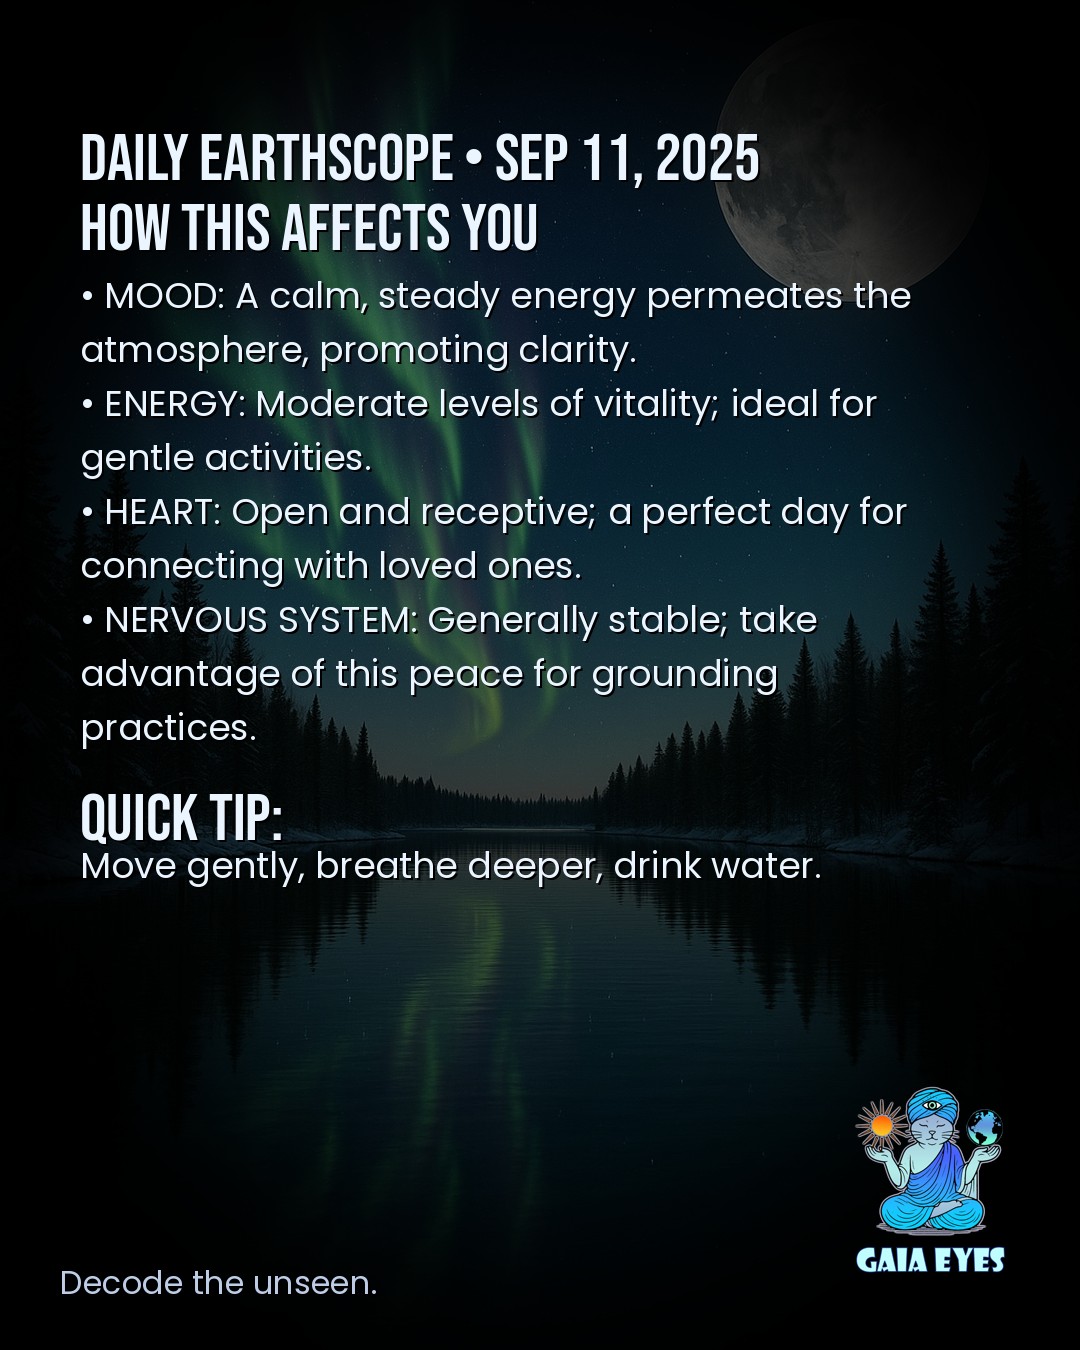 DAILY EARTHSCOPE • SEP 11, 2025
HOW THIS AFFECTS YOU
• MOOD: A calm, steady energy permeates the
atmosphere, promoting clarity.
• ENERGY: Moderate levels of vitality; ideal for
gentle activities.
• HEART: Open and receptive; a perfect day for
connecting with loved ones.
• NERVOUS SYSTEM: Generally stable; take
advantage of this peace for grounding
practices.
QUICK TIP:
Move gently, breathe deeper, drink water.
GAIA EYES
Decode the unseen.